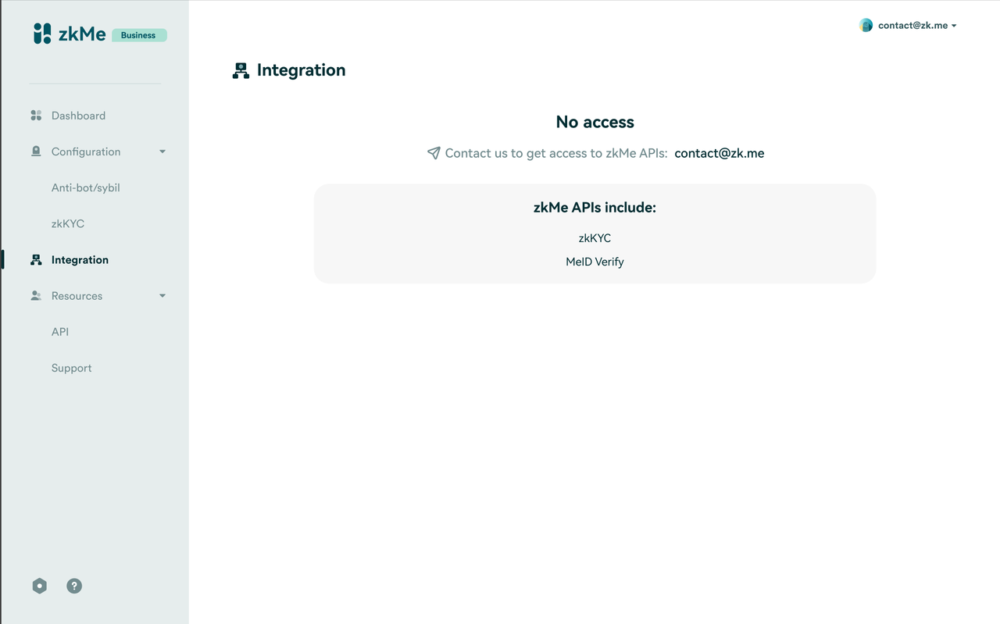 zkMe Business
contact@zk.me
Integration
No access
Contact us to get access to zkMe APIs: contact@zk.me
zkMe APIs include:
zkKYC
MeID Verify
Dashboard
Configuration
Anti-bot/sybil
zkKYC
Integration
Resources
API
Support
?